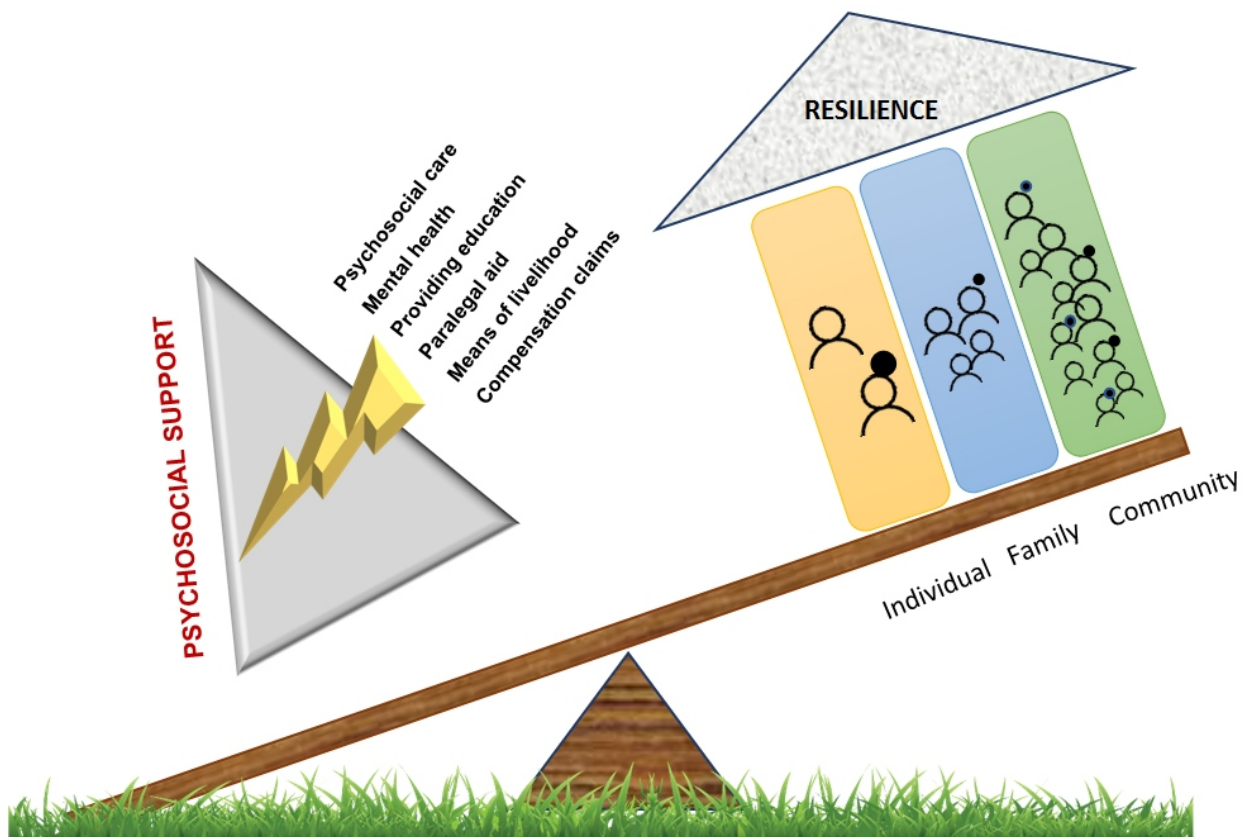 RESILIENCE
PSYCHOSOCIAL SUPPORT
Psychosocial care
Mental health
Providing education
Paralegal aid
Means of livelihood
Compensation claims
Individual
Family
Community